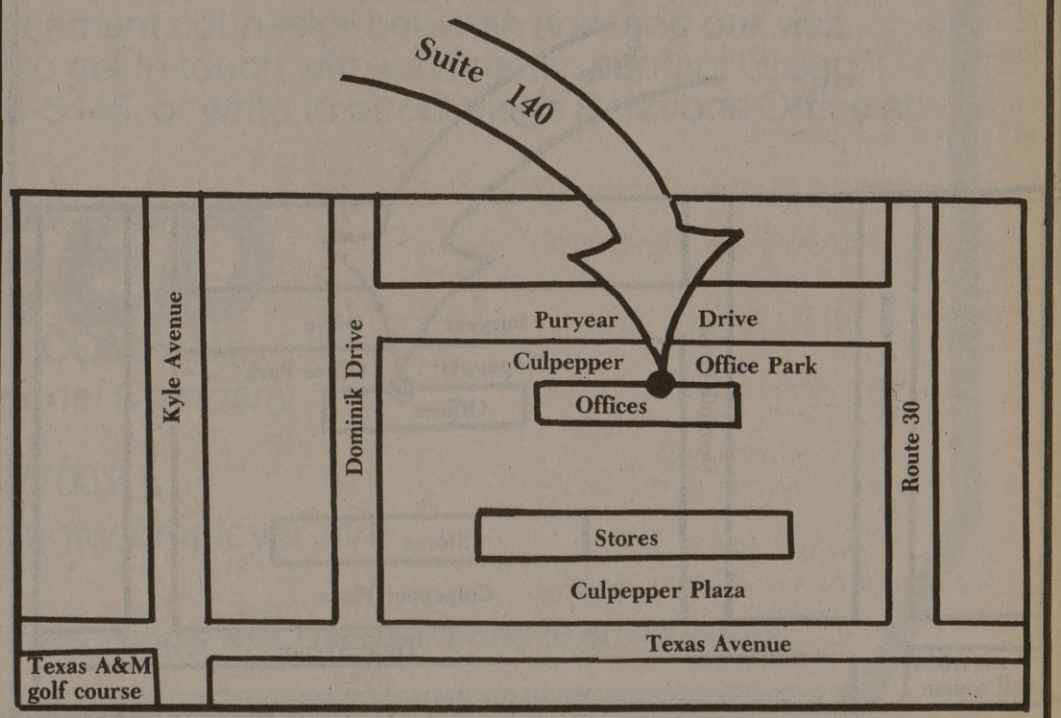 Suite 140
Kyle Avenue
Dominik Drive
Puryear Drive
Culpepper Office Park
Offices
Route 30
Stores
Culpepper Plaza
Texas Avenue
Texas A&M
golf course